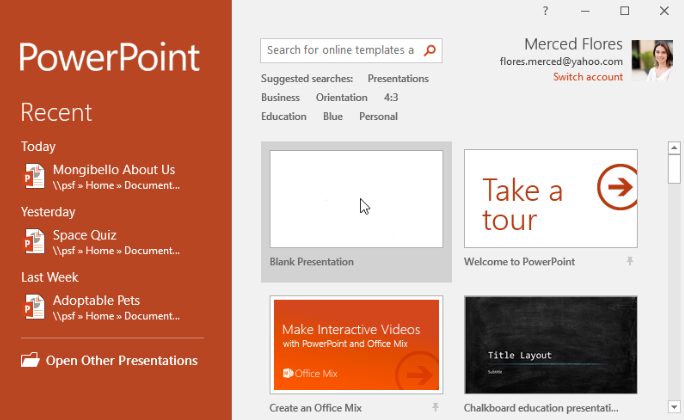 PowerPoint
Recent
Today
Mongibello About Us
\\psf » Home » Document...
Yesterday
Space Quiz
\\psf » Home » Document...
Last Week
Adoptable Pets
\\psf » Home » Document...
Open Other Presentations
?
Search for online templates a
Merced Flores
flores.merced@yahoo.com
Switch account
Suggested searches: Presentations
Business Orientation 4:3
Education Blue Personal
Blank Presentation
Take a
tour
Welcome to PowerPoint
Make Interactive Videos
with PowerPoint and Office Mix
Office Mix
Create an Office Mix
Title Layout
Subtitle
Chalkboard education presentati...